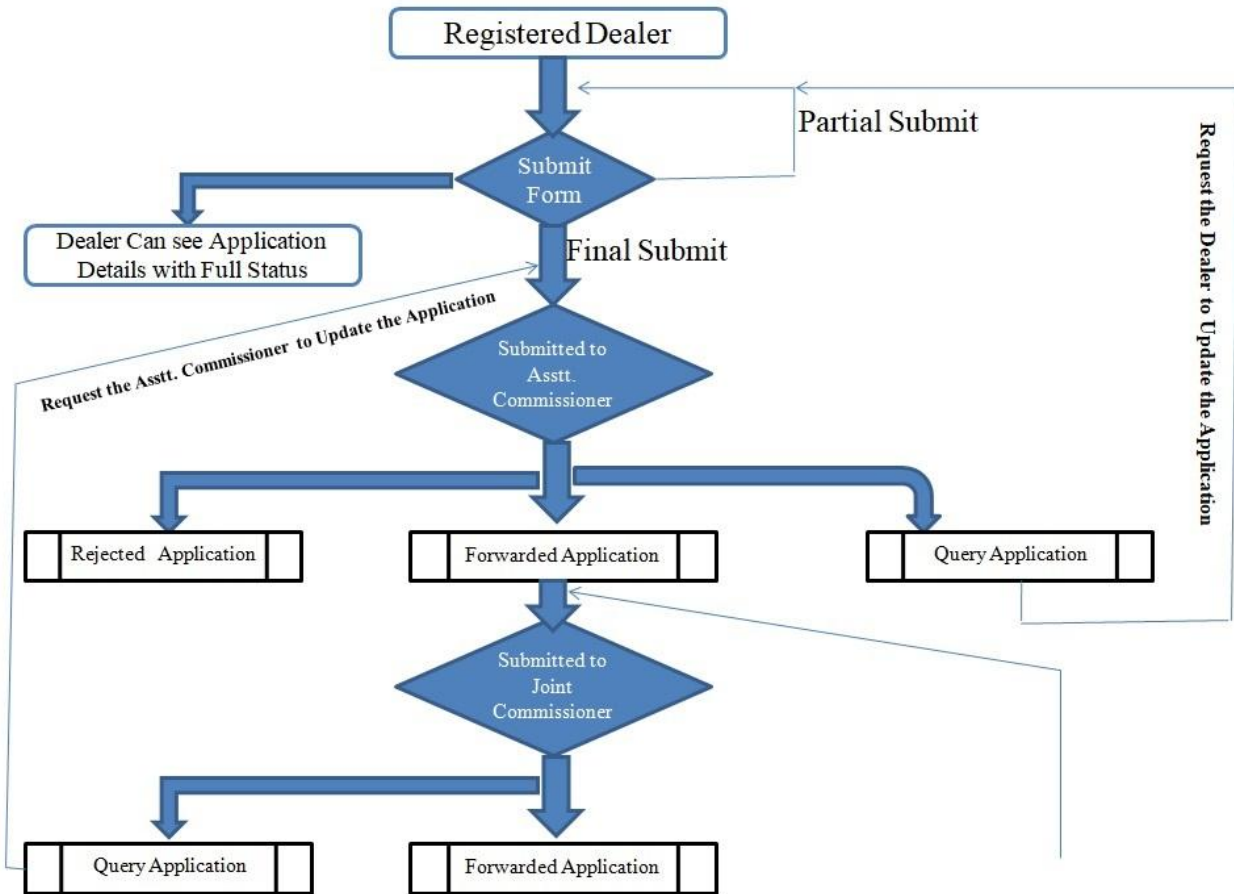 Registered Dealer
Partial Submit
Submit
Form
Request the Dealer to Update the Application
Dealer Can see Application
Details with Full Status
Final Submit
Request the Asstt. Commissioner to Update the Application
Submitted to
Asstt.
Commissioner
Rejected Application
Forwarded Application
Query Application
Submitted to
Joint
Commissioner
Query Application
Forwarded Application